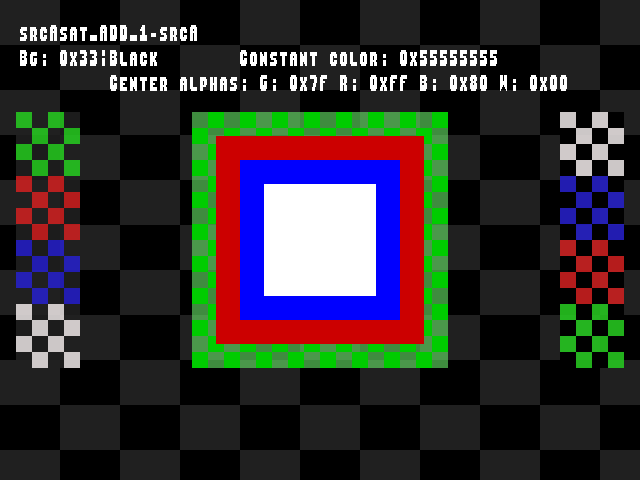 srcAsat_ADD_1-srcA
Bg: 0x33¦Black Constant color: 0x55555555
Center alphas: G: 0x7f R: 0xff B: 0x80 W: 0x00